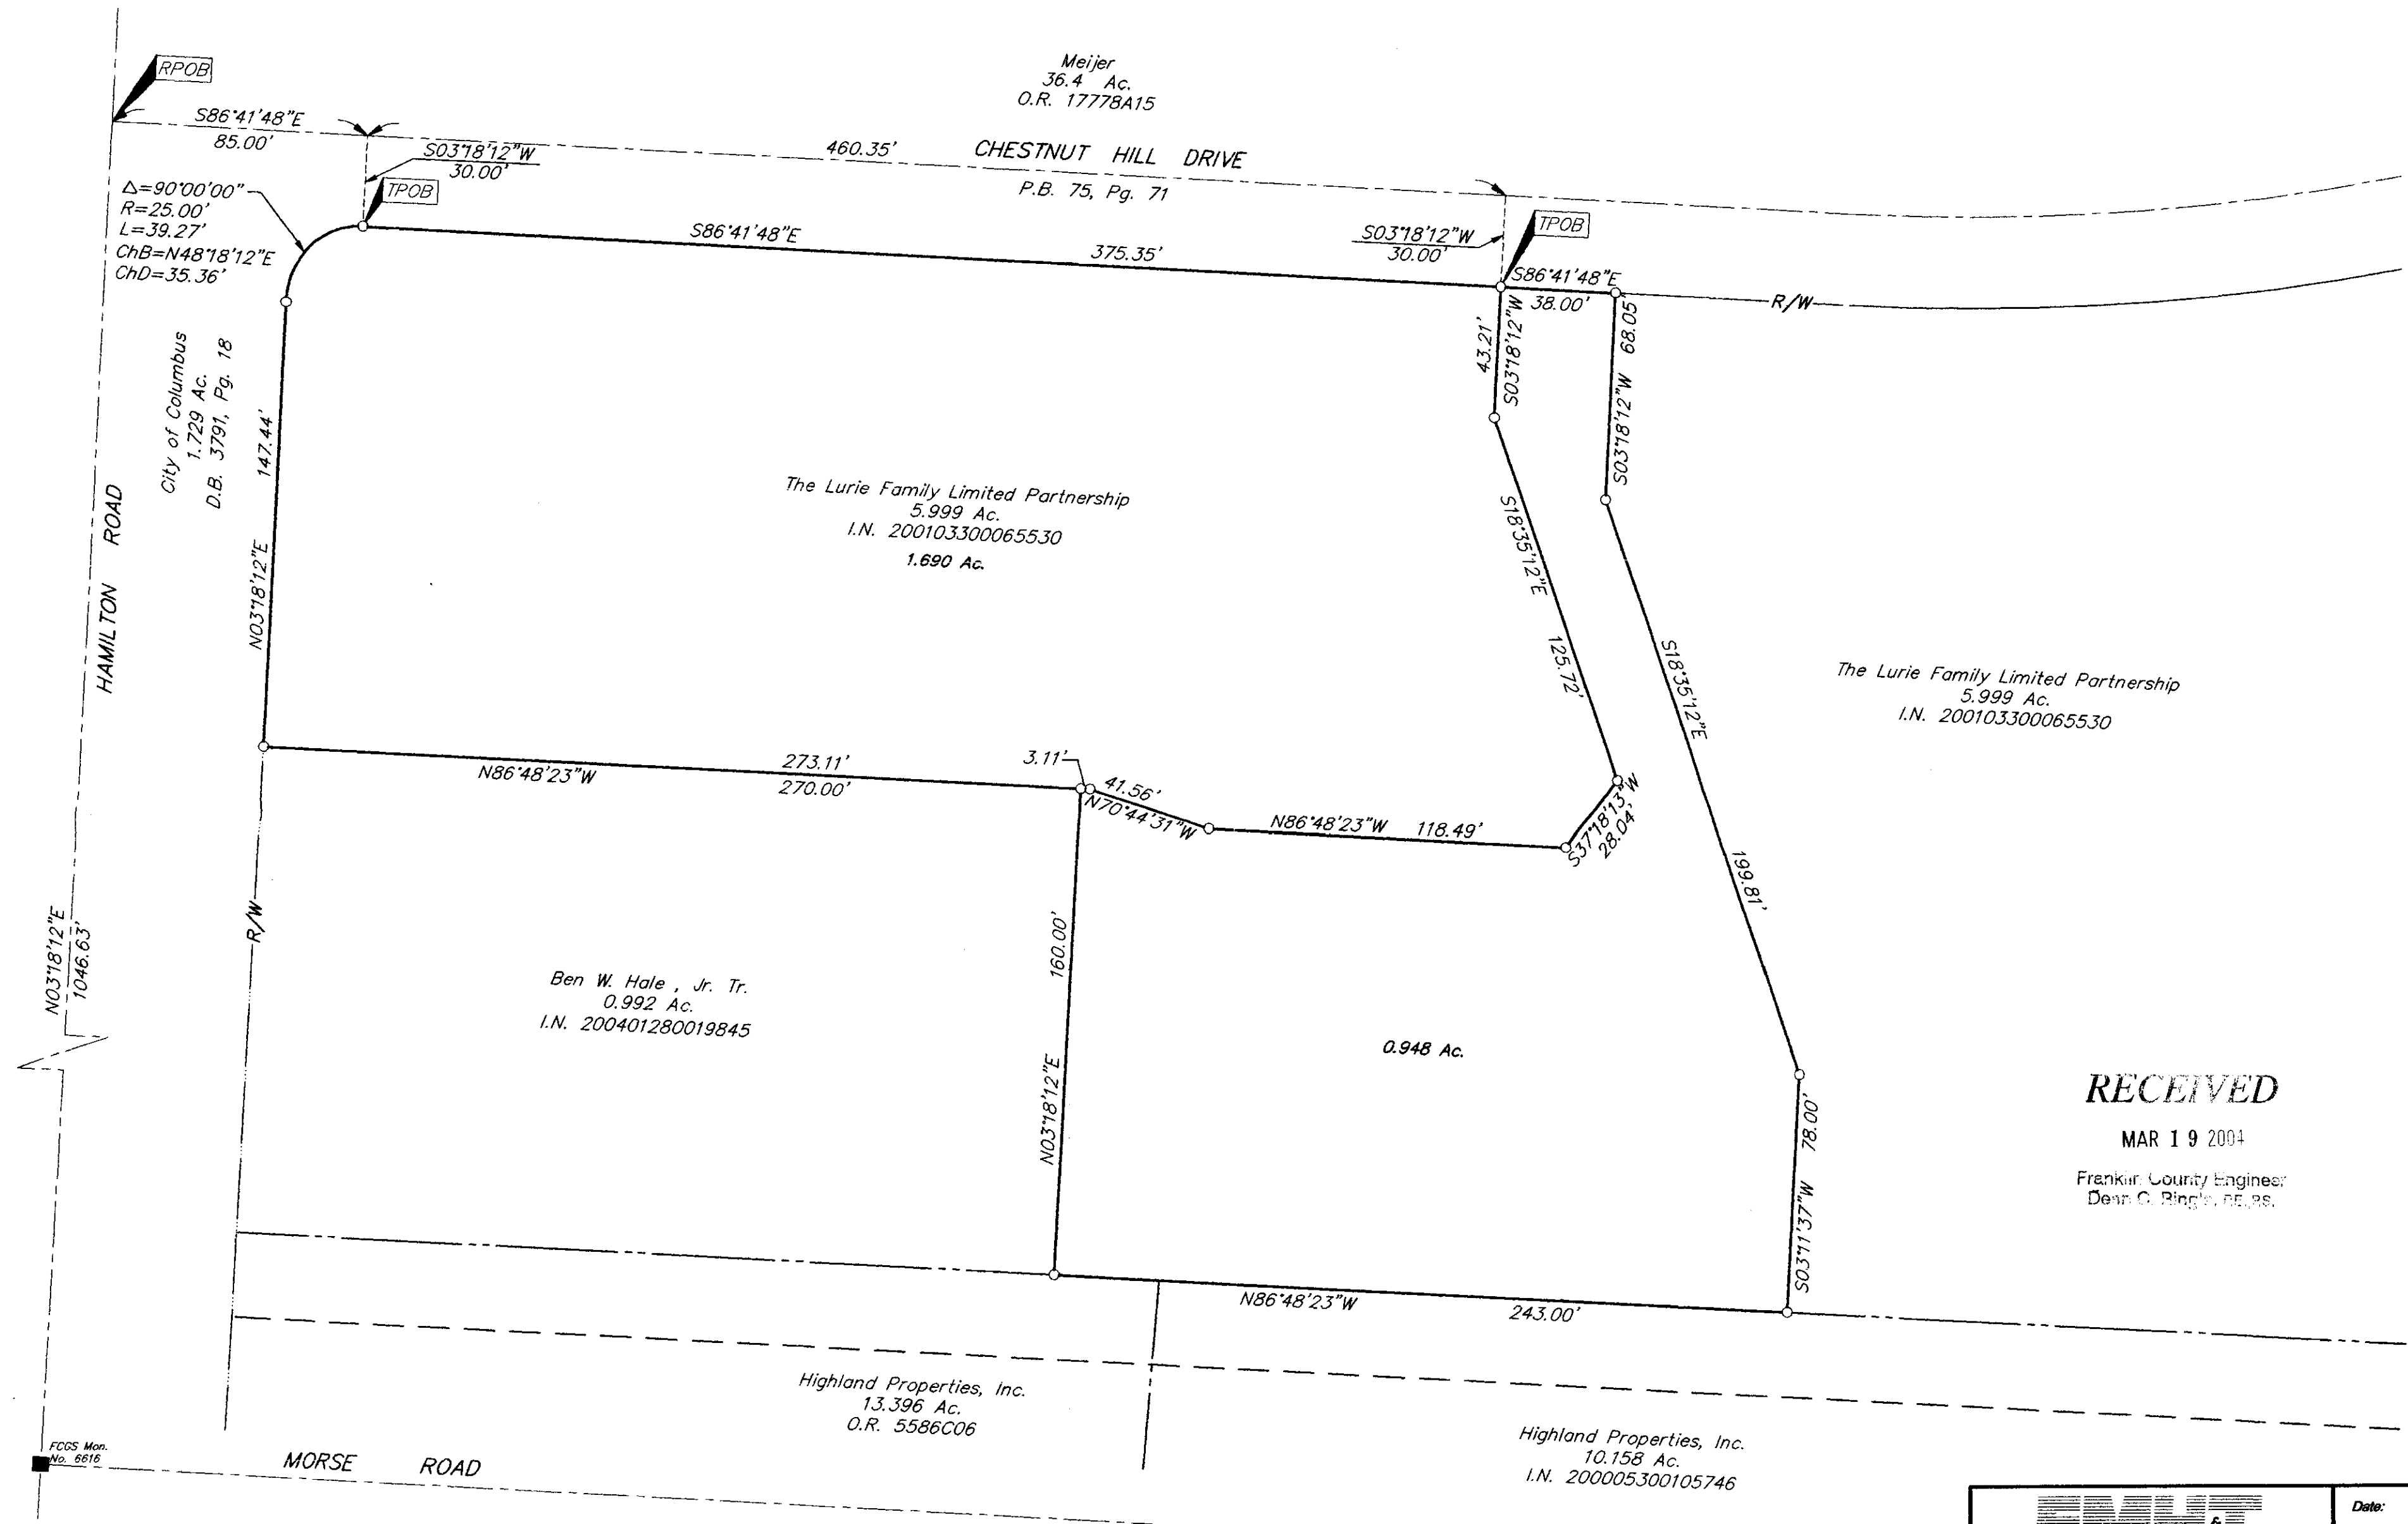 Meijer
36.4 Ac.
O.R. 17778A15
RPOB
S86°41'48"E
85.00'
S03°18'12"W
30.00'
TPOB
460.35'
CHESTNUT HILL DRIVE
P.B. 75, Pg. 71
Δ=90°00'00"
R=25.00'
L=39.27'
ChB=N48°18'12"E
ChD=35.36'
S86°41'48"E
375.35'
S03°18'12"W
30.00'
TPOB
S86°41'48"E
38.00'
R/W
43.21'
S03°18'12"W
S03°18'12"W 68.05'
City of Columbus
1.729 Ac.
D.B. 3791, Pg. 18
N03°18'12"E 147.44'
HAMILTON ROAD
The Lurie Family Limited Partnership
5.999 Ac.
I.N. 200103300065530
1.690 Ac.
S18°35'12"E 125.72'
S18°35'12"E 199.81'
The Lurie Family Limited Partnership
5.999 Ac.
I.N. 200103300065530
N86°48'23"W
273.11'
270.00'
3.11'
41.56'
N70°44'31"W
N86°48'23"W 118.49'
S37°18'13"W
28.04'
N03°18'12"E
1046.63'
R/W
Ben W. Hale , Jr. Tr.
0.992 Ac.
I.N. 200401280019845
N03°18'12"E 160.00'
0.948 Ac.
S03°11'37"W 78.00'
RECEIVED
MAR 19 2004
Franklin County Engineer
N86°48'23"W
243.00'
Highland Properties, Inc.
13.396 Ac.
O.R. 5586C06
Highland Properties, Inc.
10.158 Ac.
I.N. 200005300105746
FCGS Mon.
No. 6616
MORSE ROAD
&
Date: